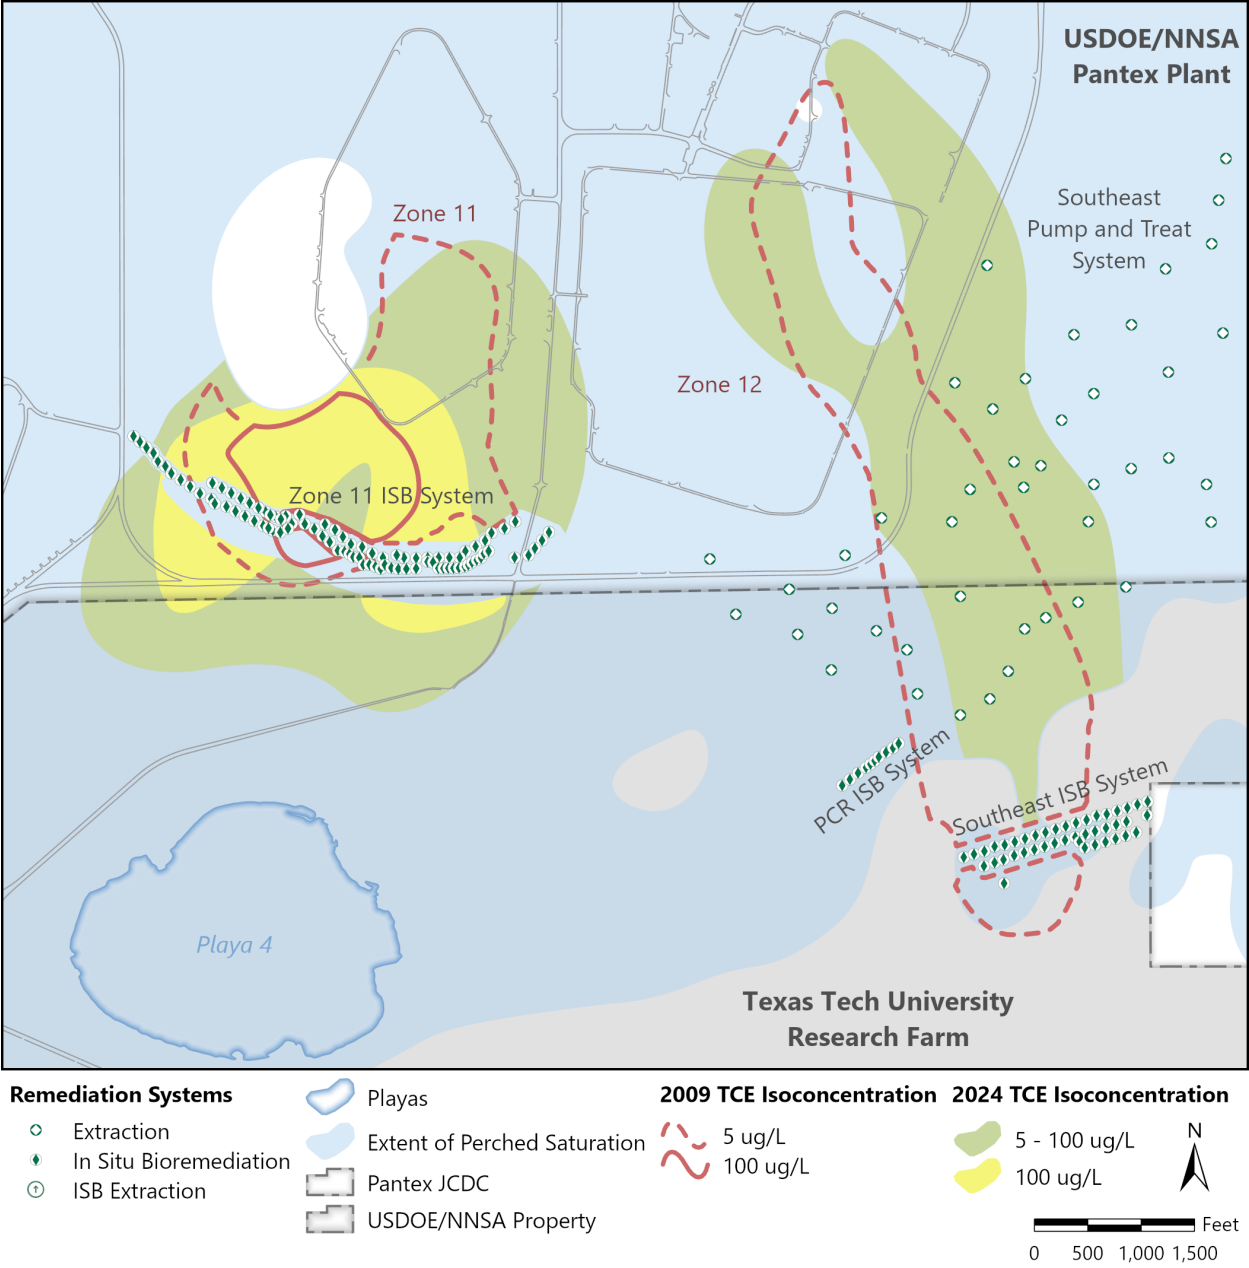 USDOE/NNSA
Pantex Plant
Southeast
Pump and Treat
System
Zone 11
Zone 12
Zone 11 ISB System
PCR ISB System
Southeast ISB System
Playa 4
Texas Tech University
Research Farm
Remediation Systems
Extraction
In Situ Bioremediation
ISB Extraction
Playas
Extent of Perched Saturation
Pantex JCDC
USDOE/NNSA Property
2009 TCE Isoconcentration
5 ug/L
100 ug/L
2024 TCE Isoconcentration
5 - 100 ug/L
100 ug/L
N
Feet
0 500 1,000 1,500